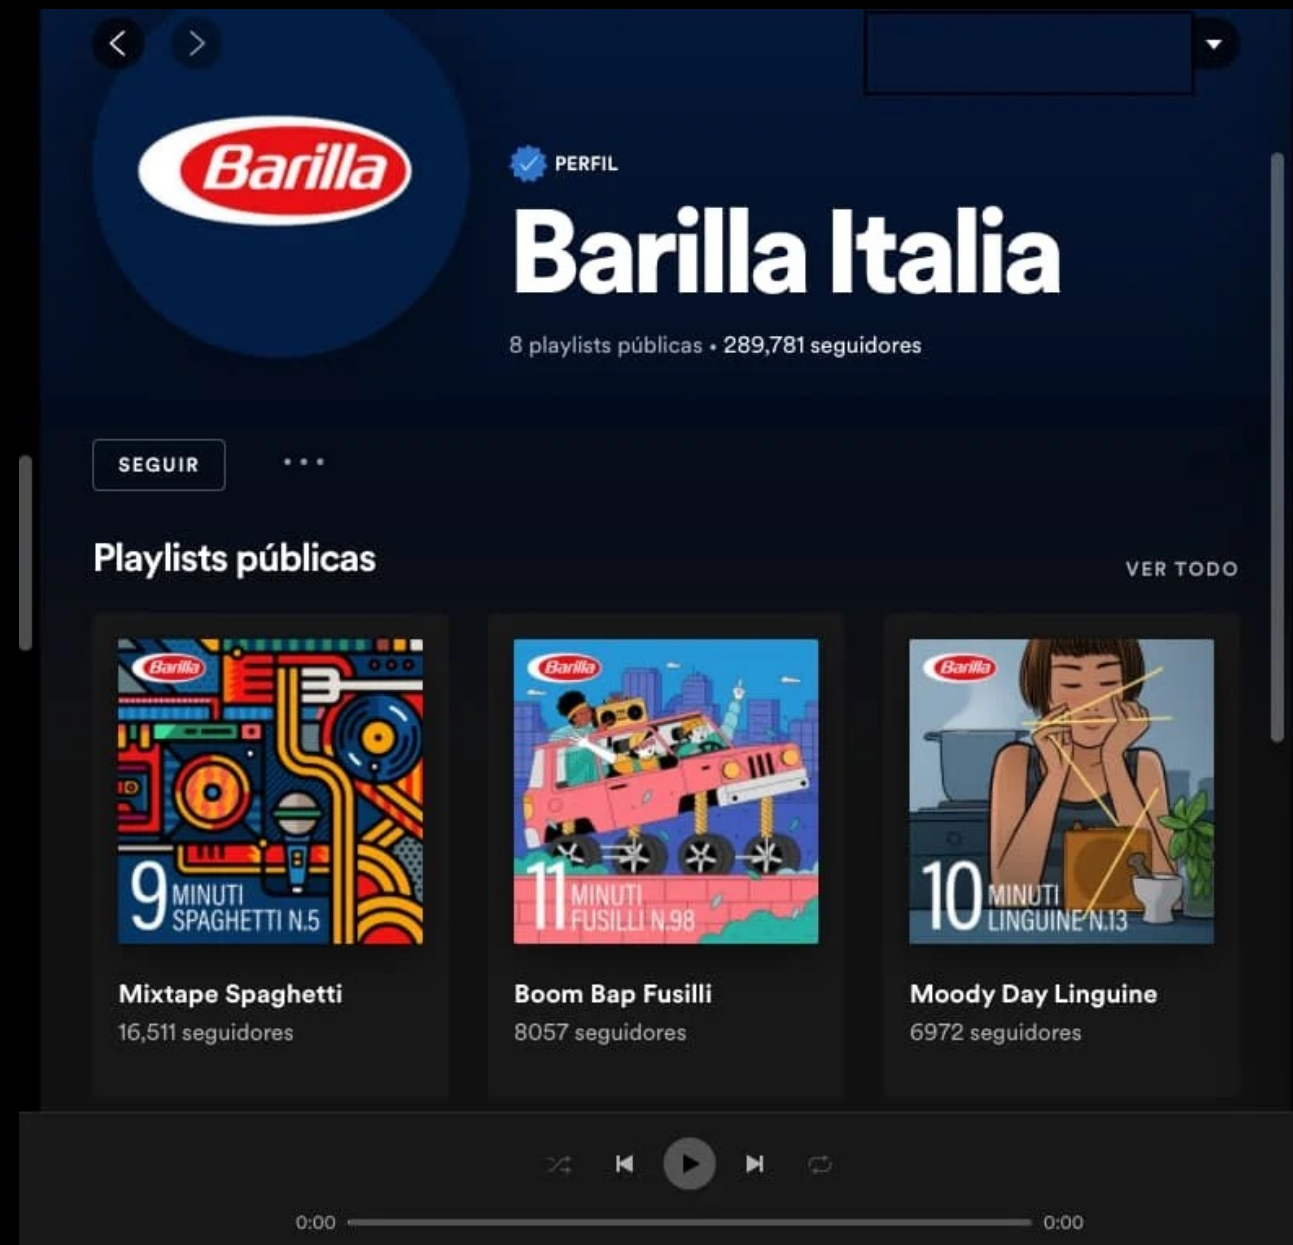 Barilla
PERFIL
Barilla Italia
8 playlists públicas • 289,781 seguidores
SEGUIR
Playlists públicas
VER TODO
Barilla
9 MINUTI
SPAGHETTI N.5
Mixtape Spaghetti
16,511 seguidores
Barilla
11 MINUTI
FUSILLI N.98
Boom Bap Fusilli
8057 seguidores
Barilla
10 MINUTI
LINGUINE N.13
Moody Day Linguine
6972 seguidores
0:00
0:00